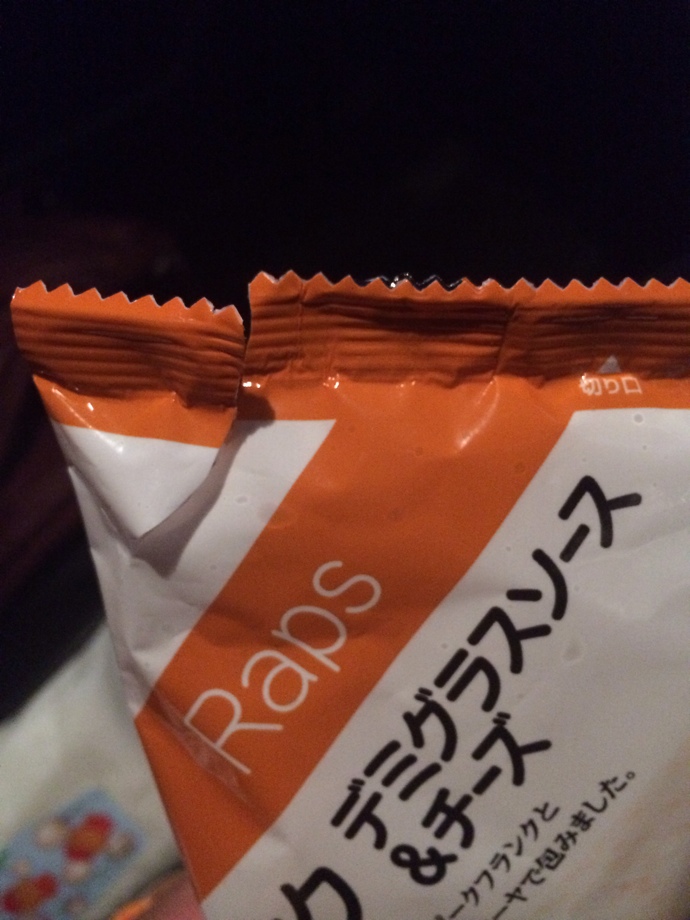 切り口
Raps
デミグラスソース
&チーズ
ークフランクと
ーヤで包みました。
ク